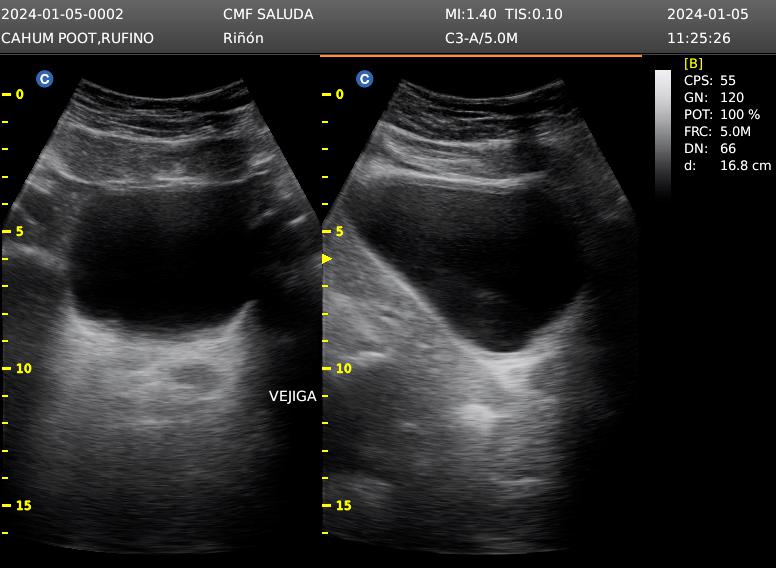 2024-01-05-0002 CMF SALUDA MI:1.40 TIS:0.10 2024-01-05
CAHUM POOT,RUFINO Riñón C3-A/5.0M 11:25:26
C C
[B]
CPS: 55
GN: 120
POT: 100 %
FRC: 5.0M
DN: 66
d: 16.8 cm
0 0
5 5
10 10
VEJIGA
15 15